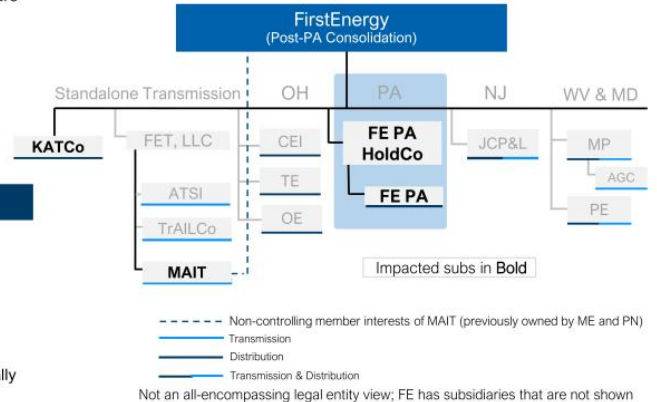 FirstEnergy
(Post-PA Consolidation)
Standalone Transmission
OH
PA
NJ
WV & MD
KATCo
FET, LLC
CEI
FE PA
HoldCo
JCP&L
MP
AGC
ATSI
TE
FE PA
PE
TrAILCo
OE
MAIT
Impacted subs in Bold
Non-controlling member interests of MAIT (previously owned by ME and PN)
Transmission
Distribution
lly
Transmission & Distribution
Not an all-encompassing legal entity view; FE has subsidiaries that are not shown